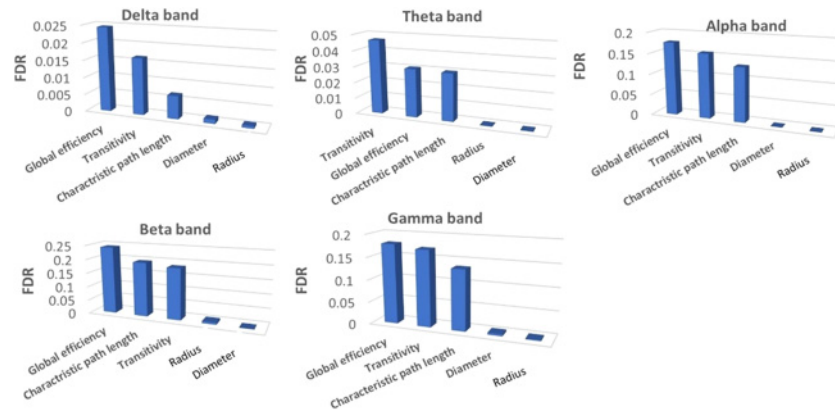 Delta band
FDR
0.025
0.02
0.015
0.01
0.005
0
Global efficiency
Transitivity
Charactristic path length
Diameter
Radius
Theta band
FDR
0.05
0.04
0.03
0.02
0.01
0
Transitivity
Global efficiency
Charactristic path length
Radius
Diameter
Alpha band
FDR
0.2
0.15
0.1
0.05
0
Global efficiency
Transitivity
Charactristic path length
Diameter
Radius
Beta band
FDR
0.25
0.2
0.15
0.1
0.05
0
Global efficiency
Charactristic path length
Transitivity
Radius
Diameter
Gamma band
FDR
0.2
0.15
0.1
0.05
0
Global efficiency
Transitivity
Characteristic path length
Diameter
Radius